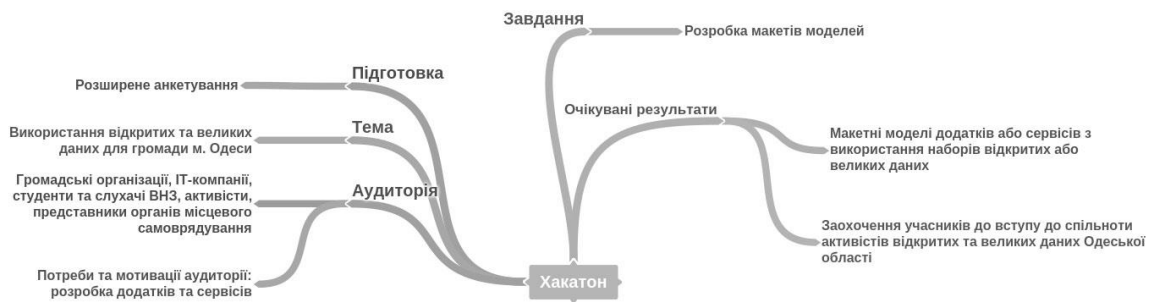 Завдання
Розробка макетів моделей
Підготовка
Розширене анкетування
Очікувані результати
Тема
Використання відкритих та великих
даних для громади м. Одеси
Макетні моделі додатків або сервісів з
використання наборів відкритих або
великих даних
Аудиторія
Громадські організації, ІТ-компанії,
студенти та слухачі ВНЗ, активісти,
представники органів місцевого
самоврядування
Заохочення учасників до вступу до спільноти
активістів відкритих та великих даних Одеської
області
Потреби та мотивації аудиторії:
розробка додатків та сервісів
Хакатон